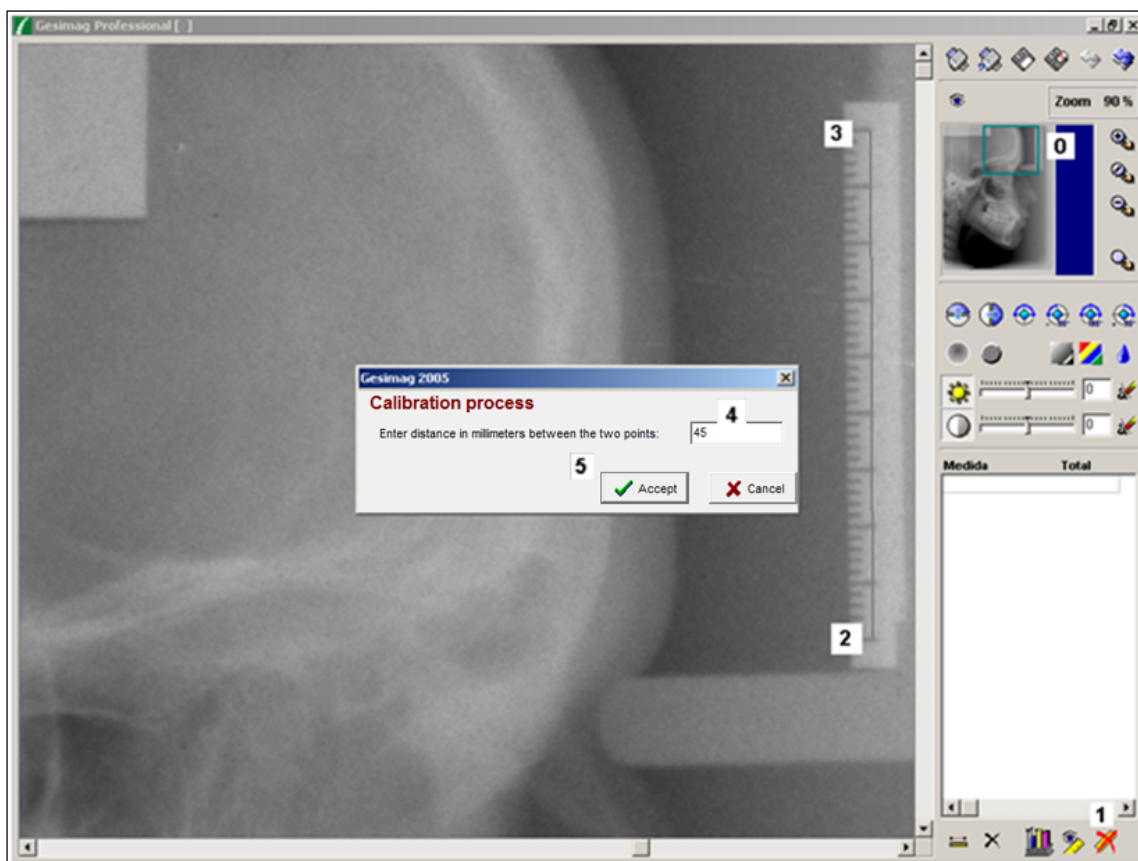 Gesimag Professional [ ]
Zoom 90 %
3
0
Gesimag 2005
Calibration process
4
Enter distance in millimeters between the two points: 45
5
Accept Cancel
0
0
Medida Total
2
1